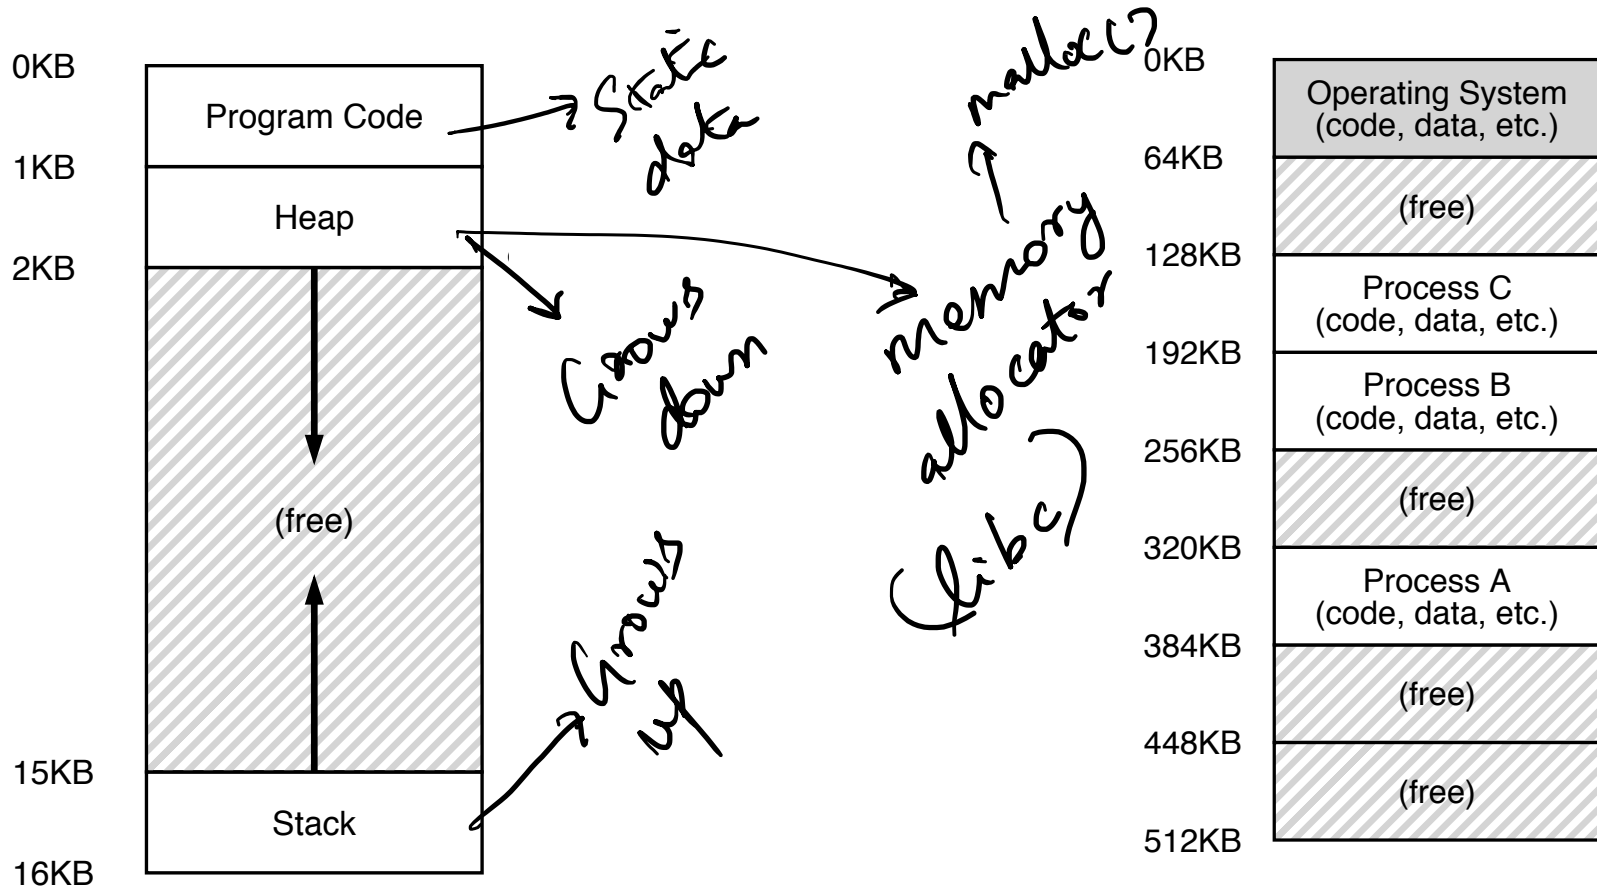 0KB
Program Code
1KB
Heap
2KB
(free)
15KB
Stack
16KB
Static
data
Grows
down
Grows
up
malloc()
memory
allocator
(libc)
0KB
Operating System
(code, data, etc.)
64KB
(free)
128KB
Process C
(code, data, etc.)
192KB
Process B
(code, data, etc.)
256KB
(free)
320KB
Process A
(code, data, etc.)
384KB
(free)
448KB
(free)
512KB